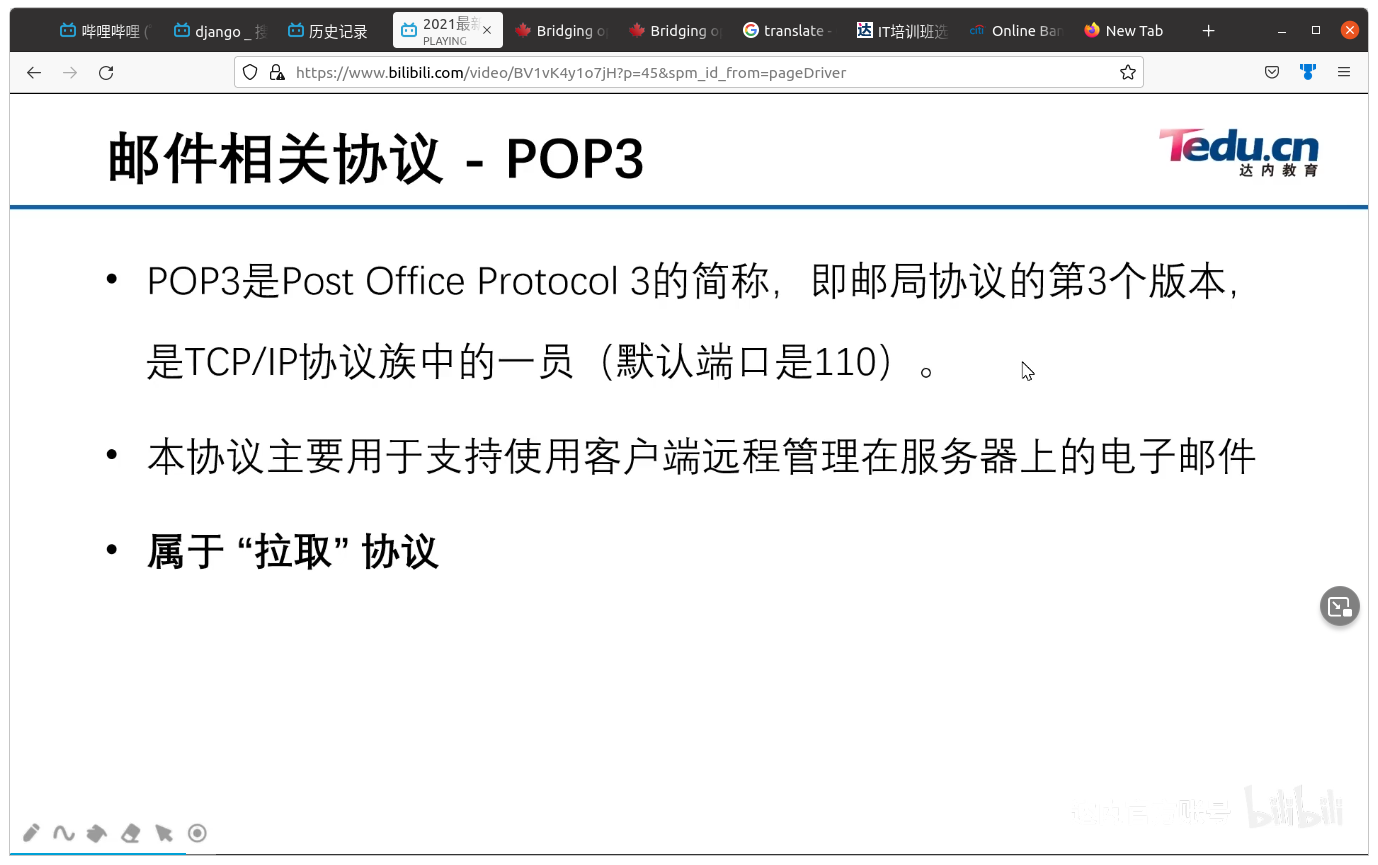 哔哩哔哩 (
django _ 搜
历史记录
2021最新
PLAYING
Bridging o
Bridging o
translate -
IT培训班选
citi
Online Ban
New Tab
https://www.bilibili.com/video/BV1vK4y1o7jH?p=45&spm_id_from=pageDriver
邮件相关协议 - POP3
Tedu.cn
达内教育
• POP3是Post Office Protocol 3的简称，即邮局协议的第3个版本，
是TCP/IP协议族中的一员（默认端口是110）。
• 本协议主要用于支持使用客户端远程管理在服务器上的电子邮件
• 属于 “拉取” 协议
bilibili